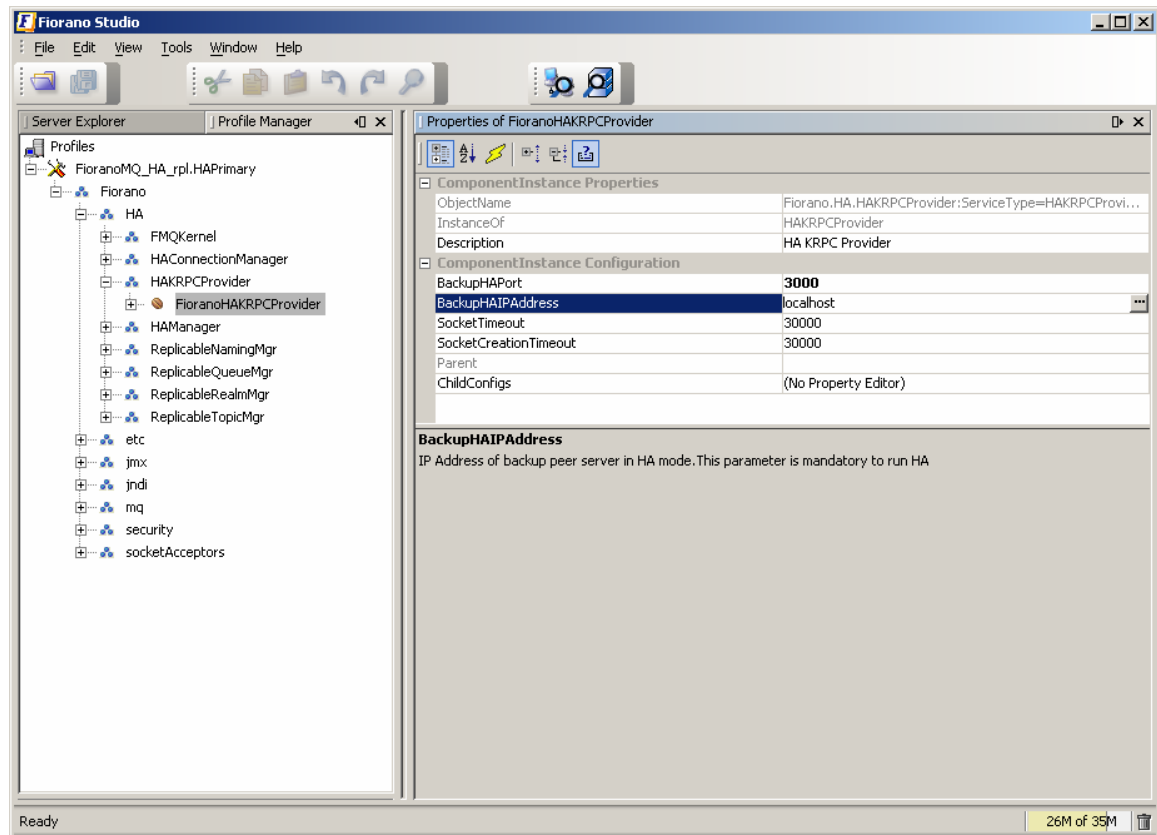 Fiorano Studio
File Edit View Tools Window Help
Server Explorer
Profile Manager
Profiles
FioranoMQ_HA_rpl.HAPrimary
Fiorano
HA
FMQKernel
HAConnectionManager
HAKRPCProvider
FioranoHAKRPCProvider
HAManager
ReplicableNamingMgr
ReplicableQueueMgr
ReplicableRealmMgr
ReplicableTopicMgr
etc
jmx
jndi
mq
security
socketAcceptors
Properties of FioranoHAKRPCProvider
ComponentInstance Properties
ObjectName Fiorano.HA.HAKRPCProvider:ServiceType=HAKRPCProvi...
InstanceOf HAKRPCProvider
Description HA KRPC Provider
ComponentInstance Configuration
BackupHAPort 3000
BackupHAIPAddress localhost ...
SocketTimeout 30000
SocketCreationTimeout 30000
Parent
ChildConfigs (No Property Editor)
BackupHAIPAddress
IP Address of backup peer server in HA mode.This parameter is mandatory to run HA
Ready 26M of 35M